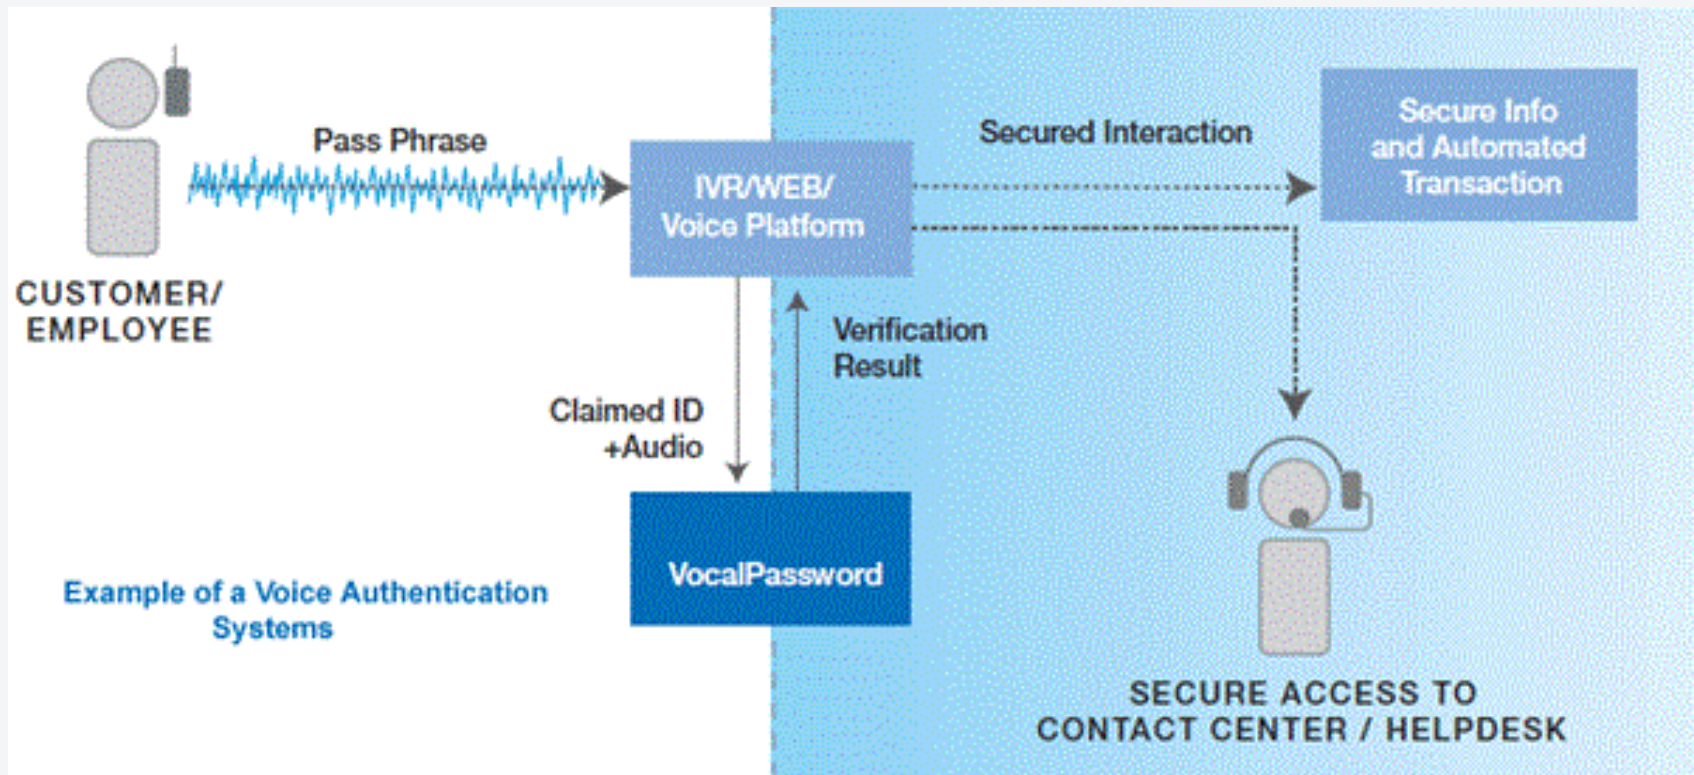 Pass Phrase
CUSTOMER/
EMPLOYEE
IVR/WEB/
Voice Platform
Secured Interaction
Secure Info
and Automated
Transaction
Verification
Result
Claimed ID
+Audio
VocalPassword
Example of a Voice Authentication
Systems
SECURE ACCESS TO
CONTACT CENTER / HELPDESK